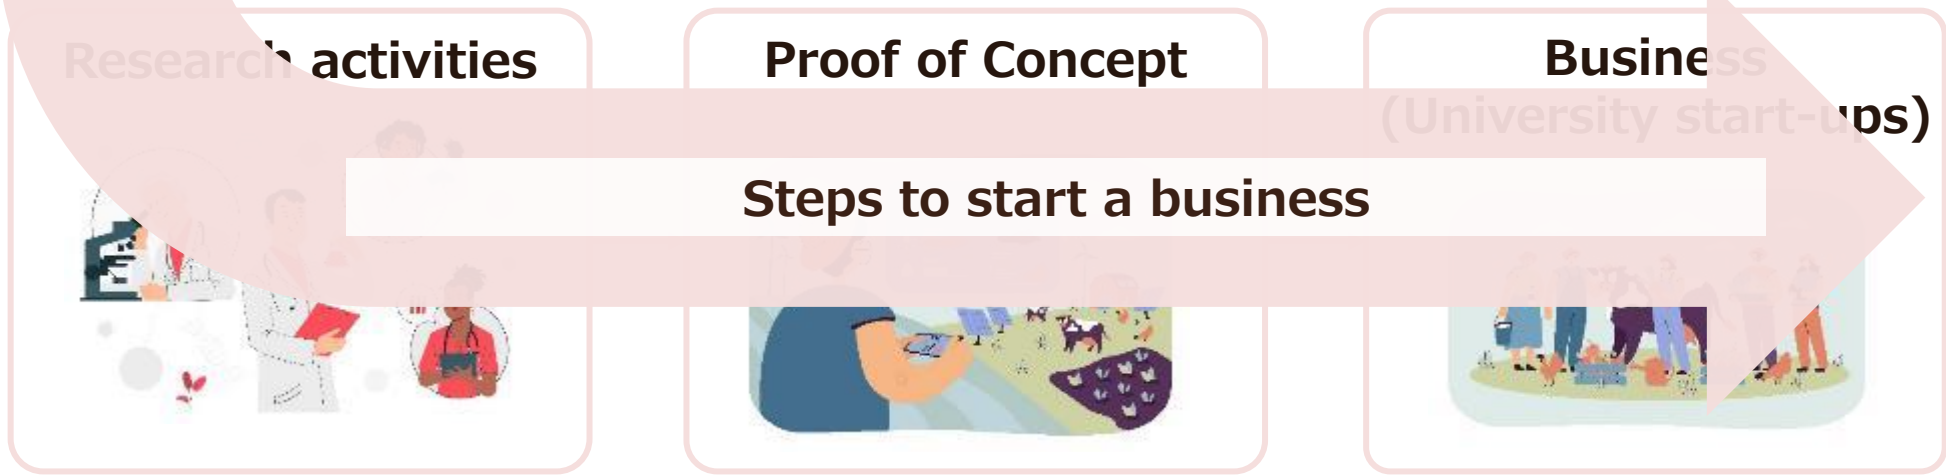 Research activities
Proof of Concept
Business
(University start-ups)
Steps to start a business